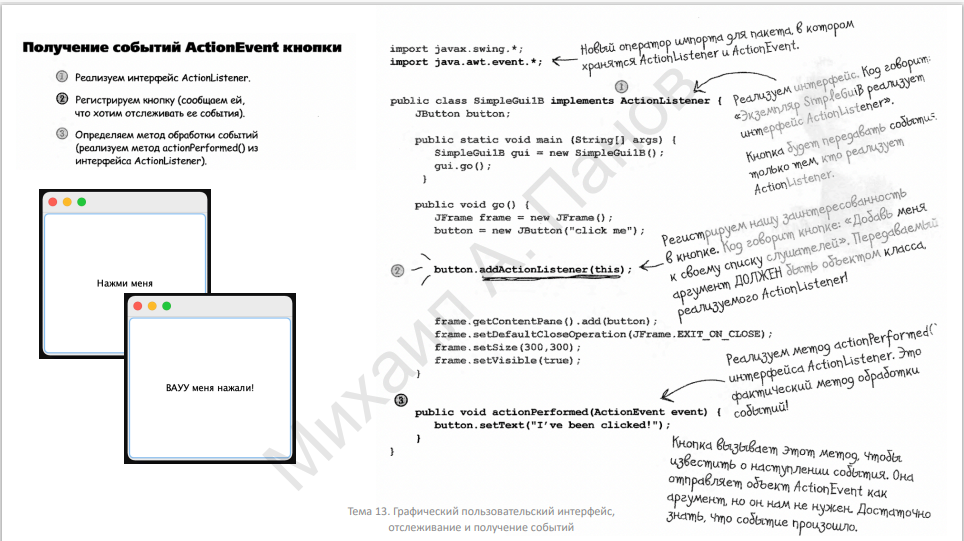 Получение событий ActionEvent кнопки
1 Реализуем интерфейс ActionListener.
2 Регистрируем кнопку (сообщаем ей,
что хотим отслеживать ее события).
3 Определяем метод обработки событий
(реализуем метод actionPerformed() из
интерфейса ActionListener).
Нажми меня
ВАУУ меня нажали!
import javax.swing.*;
import java.awt.event.*;
Новый оператор импорта для пакета, в котором
хранятся ActionListener и ActionEvent.
1
public class SimpleGui1B implements ActionListener {
JButton button;
Реализуем интерфейс. Код говорит:
«Экземпляр SimpleGui1B реализует
интерфейс ActionListener».
Кнопка будет передавать события
только тем, кто реализует
ActionListener.
public static void main (String[] args) {
SimpleGui1B gui = new SimpleGui1B();
gui.go();
}
public void go() {
JFrame frame = new JFrame();
button = new JButton("click me");
2 button.addActionListener(this);
Регистрируем нашу заинтересованность
в кнопке. Код говорит кнопке: «Добавь меня
к своему списку слушателей». Передаваемый
аргумент ДОЛЖЕН быть объектом класса,
реализуемого ActionListener!
frame.getContentPane().add(button);
frame.setDefaultCloseOperation(JFrame.EXIT_ON_CLOSE);
frame.setSize(300,300);
frame.setVisible(true);
}
Реализуем метод actionPerformed()
интерфейса ActionListener. Это
фактический метод обработки
событий!
3
public void actionPerformed(ActionEvent event) {
button.setText("I've been clicked!");
}
}
Кнопка вызывает этот метод, чтобы
известить о наступлении события. Она
отправляет объект ActionEvent как
аргумент, но он нам не нужен. Достаточно
знать, что событие произошло.
Михаил А. Панов
Тема 13. Графический пользовательский интерфейс,
отслеживание и получение событий